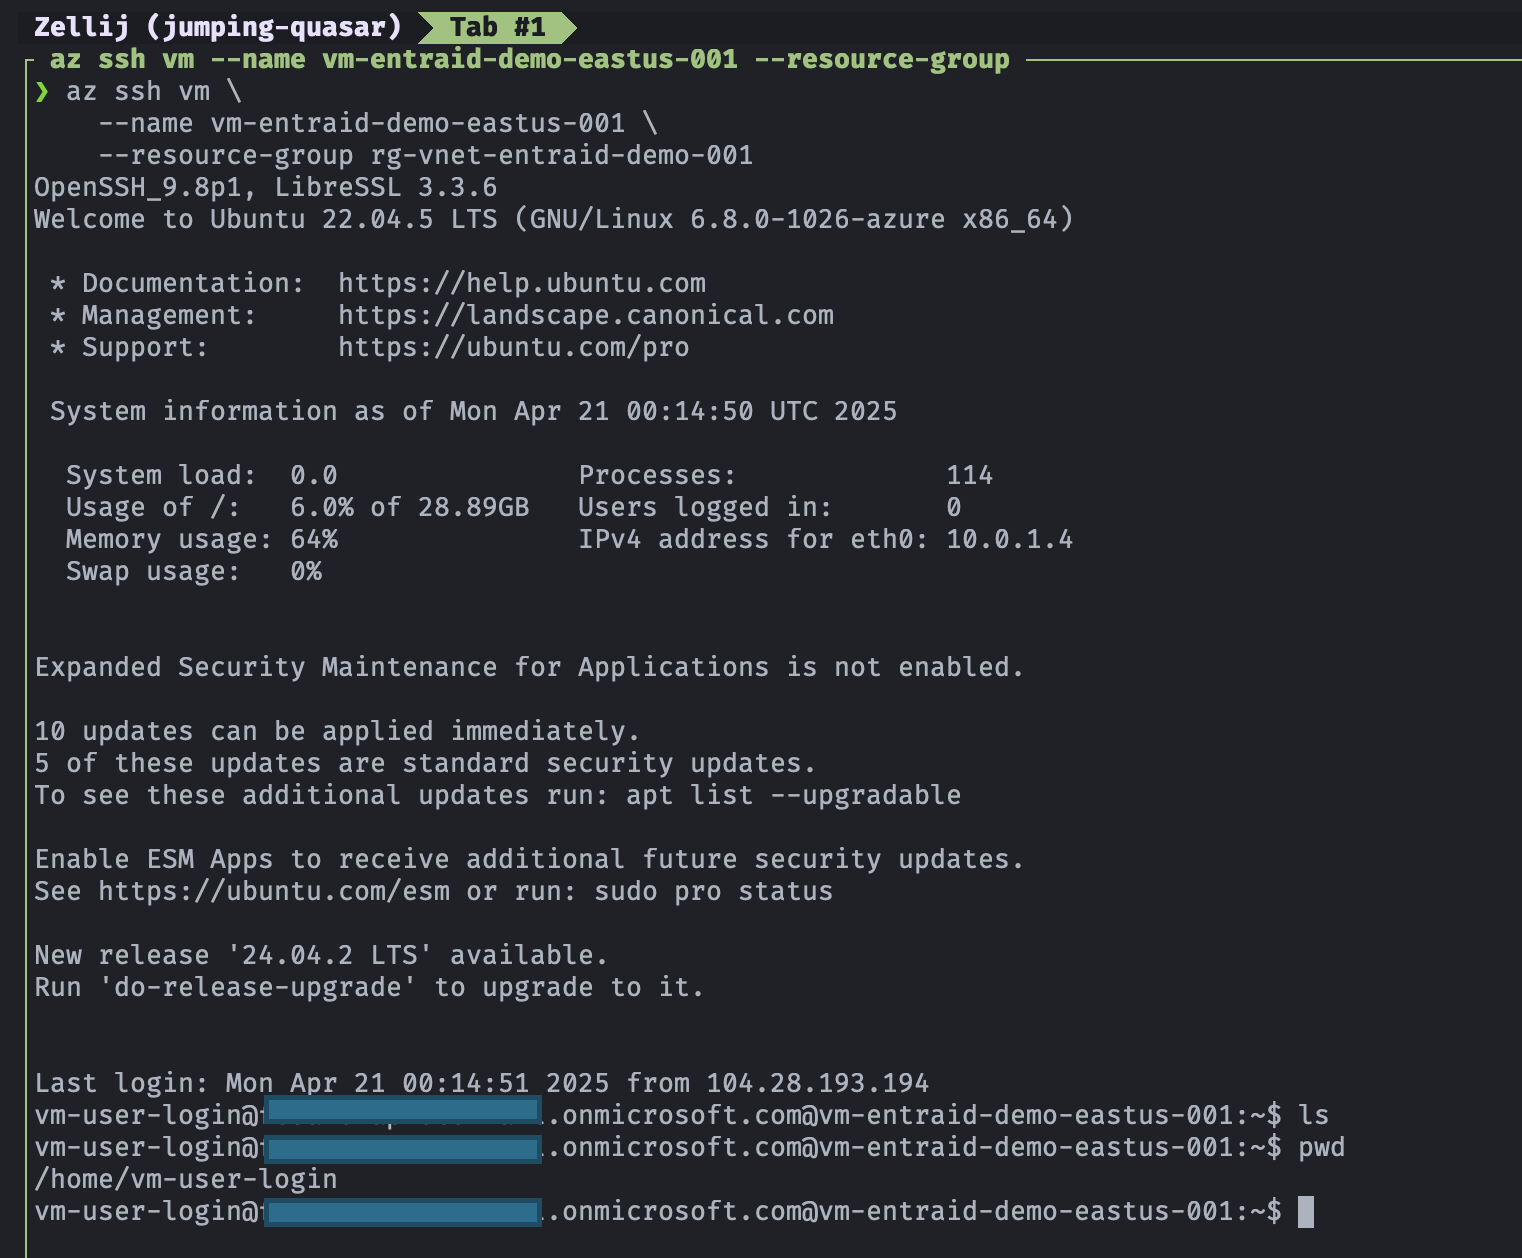 Zellij (jumping-quasar) Tab #1
az ssh vm --name vm-entraid-demo-eastus-001 --resource-group
❯ az ssh vm \
--name vm-entraid-demo-eastus-001 \
--resource-group rg-vnet-entraid-demo-001
OpenSSH_9.8p1, LibreSSL 3.3.6
Welcome to Ubuntu 22.04.5 LTS (GNU/Linux 6.8.0-1026-azure x86_64)
* Documentation:  https://help.ubuntu.com
* Management:     https://landscape.canonical.com
* Support:        https://ubuntu.com/pro
System information as of Mon Apr 21 00:14:50 UTC 2025
System load:  0.0               Processes:             114
Usage of /:   6.0% of 28.89GB   Users logged in:       0
Memory usage: 64%               IPv4 address for eth0: 10.0.1.4
Swap usage:   0%
Expanded Security Maintenance for Applications is not enabled.
10 updates can be applied immediately.
5 of these updates are standard security updates.
To see these additional updates run: apt list --upgradable
Enable ESM Apps to receive additional future security updates.
See https://ubuntu.com/esm or run: sudo pro status
New release '24.04.2 LTS' available.
Run 'do-release-upgrade' to upgrade to it.
Last login: Mon Apr 21 00:14:51 2025 from 104.28.193.194
vm-user-login@ .onmicrosoft.com@vm-entraid-demo-eastus-001:~$ ls
vm-user-login@ .onmicrosoft.com@vm-entraid-demo-eastus-001:~$ pwd
/home/vm-user-login
vm-user-login@ .onmicrosoft.com@vm-entraid-demo-eastus-001:~$